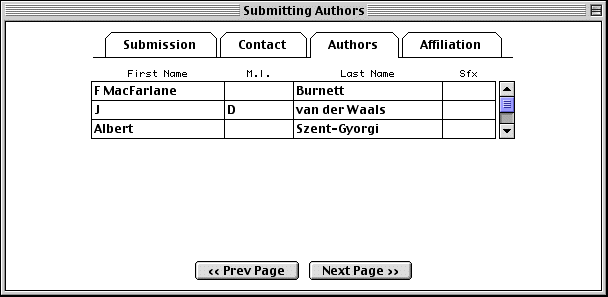 Submitting Authors
Submission Contact Authors Affiliation
First Name M.I. Last Name Sfx
F MacFarlane Burnett
J D van der Waals
Albert Szent-Gyorgi
<< Prev Page Next Page >>